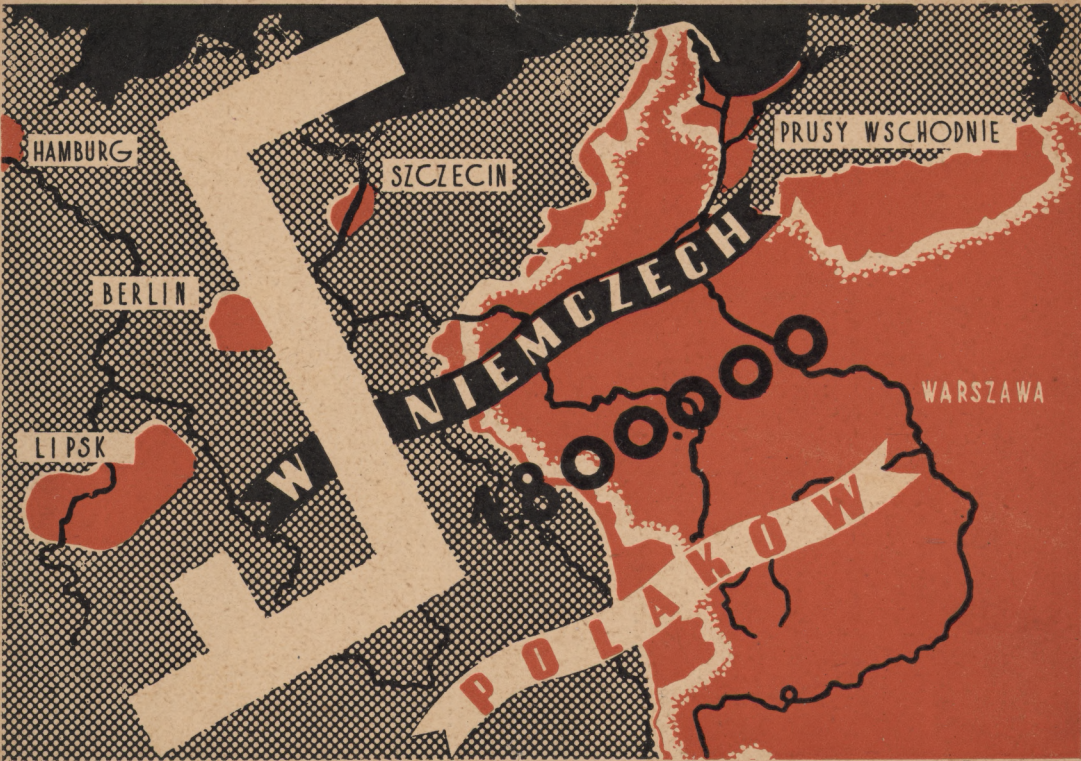 HAMBURG
SZCZECIN
PRUSY WSCHODNIE
BERLIN
LIPSK
WARSZAWA
W NIEMCZECH
1.800.000
POLAKÓW